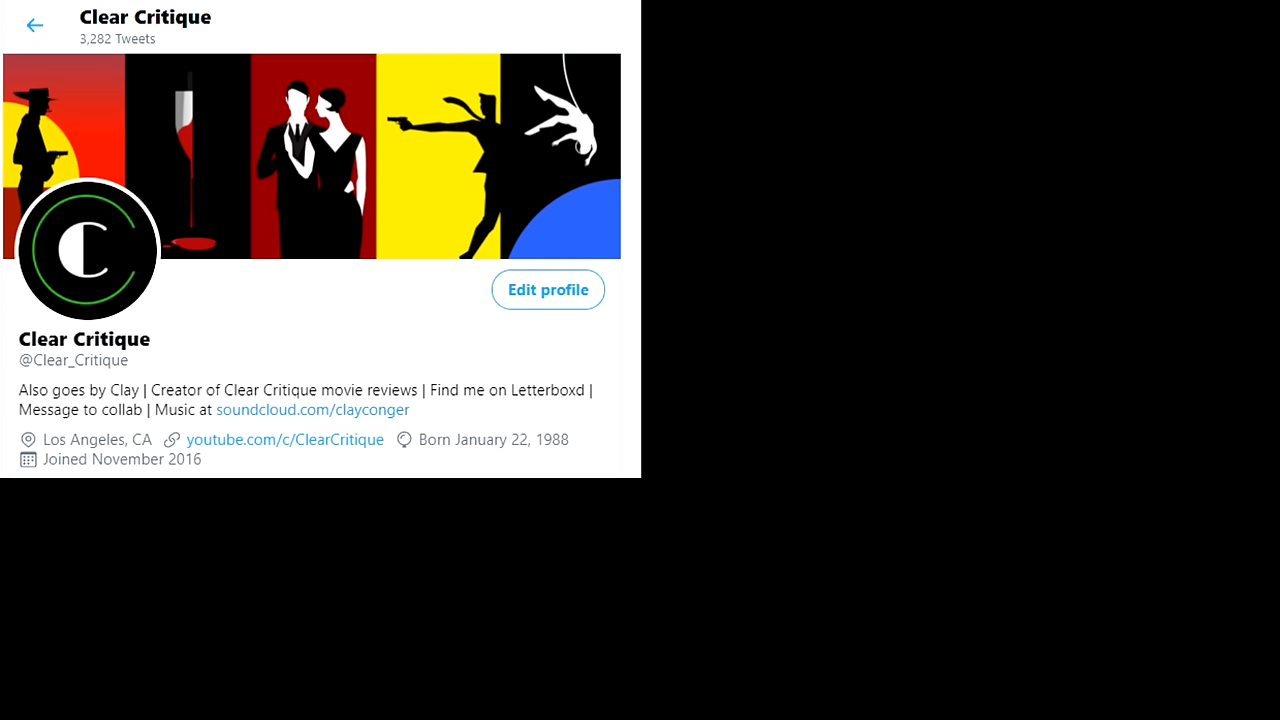 Clear Critique
3,282 Tweets
Edit profile
Clear Critique
@Clear_Critique
Also goes by Clay | Creator of Clear Critique movie reviews | Find me on Letterboxd |
Message to collab | Music at soundcloud.com/clayconger
Los Angeles, CA youtube.com/c/ClearCritique Born January 22, 1988
Joined November 2016